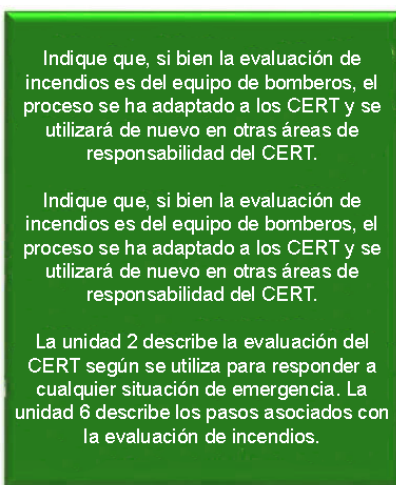 Indique que, si bien la evaluación de
incendios es del equipo de bomberos, el
proceso se ha adaptado a los CERT y se
utilizará de nuevo en otras áreas de
responsabilidad del CERT.
Indique que, si bien la evaluación de
incendios es del equipo de bomberos, el
proceso se ha adaptado a los CERT y se
utilizará de nuevo en otras áreas de
responsabilidad del CERT.
La unidad 2 describe la evaluación del
CERT según se utiliza para responder a
cualquier situación de emergencia. La
unidad 6 describe los pasos asociados con
la evaluación de incendios.